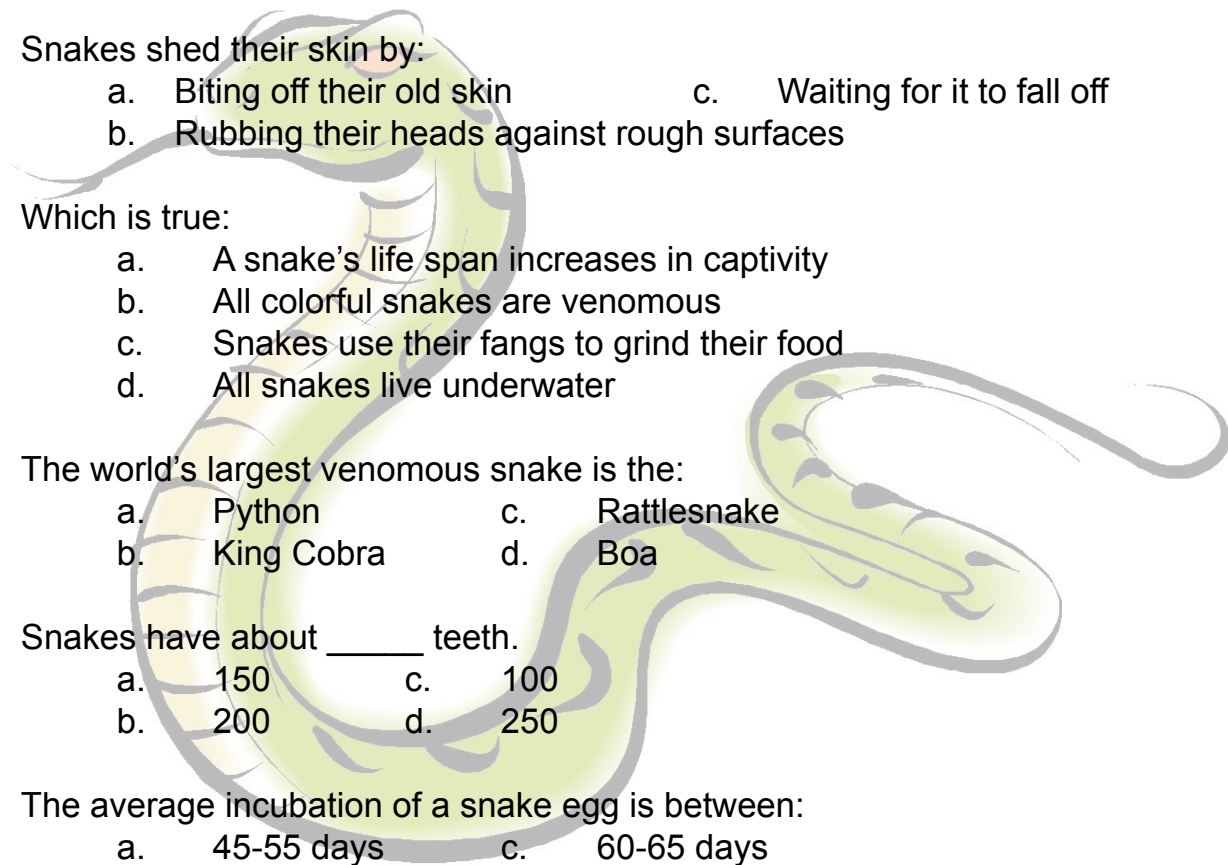 Snakes shed their skin by:
a. Biting off their old skin c. Waiting for it to fall off
b. Rubbing their heads against rough surfaces
Which is true:
a. A snake’s life span increases in captivity
b. All colorful snakes are venomous
c. Snakes use their fangs to grind their food
d. All snakes live underwater
The world’s largest venomous snake is the:
a. Python c. Rattlesnake
b. King Cobra d. Boa
Snakes have about _____ teeth.
a. 150 c. 100
b. 200 d. 250
The average incubation of a snake egg is between:
a. 45-55 days c. 60-65 days